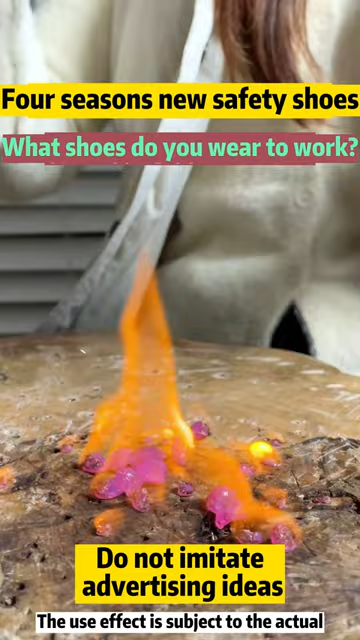 Four seasons new safety shoes
What shoes do you wear to work?
Do not imitate
advertising ideas
The use effect is subject to the actual